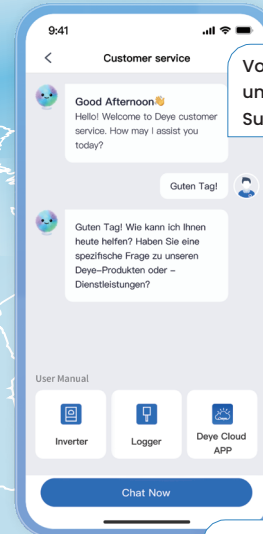 9:41
Customer service
Vo
un
Su
Good Afternoon👋
Hello! Welcome to Deye customer
service. How may I assist you
today?
Guten Tag!
Guten Tag! Wie kann ich Ihnen
heute helfen? Haben Sie eine
spezifische Frage zu unseren
Deye-Produkten oder –
Dienstleistungen?
User Manual
Inverter
Logger
Deye Cloud
APP
Chat Now